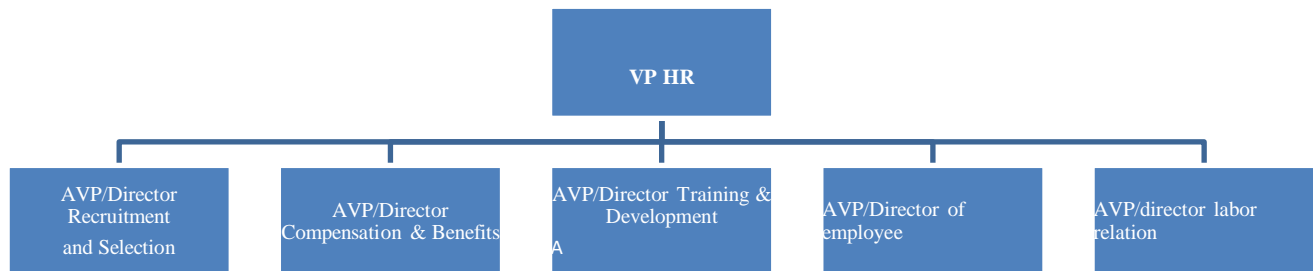 VP HR
AVP/Director
Recruitment
and Selection
AVP/Director
Compensation & Benefits
AVP/Director Training &
Development
A
AVP/Director of
employee
AVP/director labor
relation